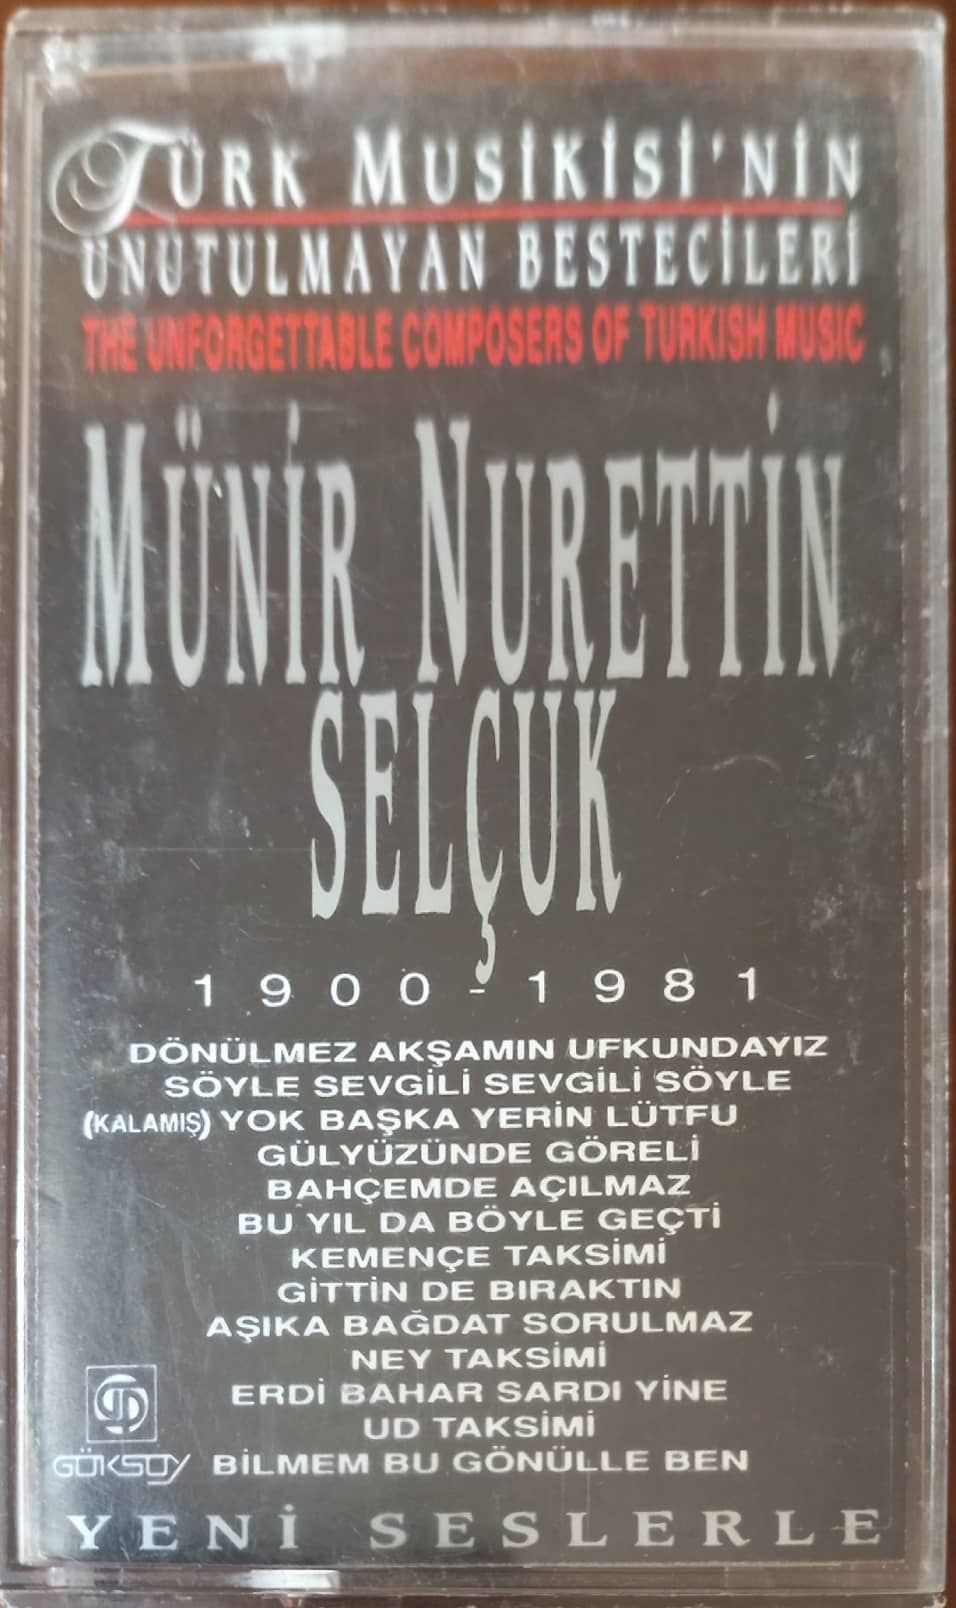 TÜRK MUSİKİSİ'NİN
UNUTULMAYAN BESTECİLERİ
THE UNFORGETTABLE COMPOSERS OF TURKISH MUSIC
MÜNİR NURETTİN
SELÇUK
1900-1981
DÖNÜLMEZ AKŞAMIN UFKUNDAYIZ
SÖYLE SEVGİLİ SEVGİLİ SÖYLE
(KALAMIŞ) YOK BAŞKA YERİN LÜTFU
GÜLYÜZÜNDE GÖRELİ
BAHÇEMDE AÇILMAZ
BU YIL DA BÖYLE GEÇTİ
KEMENÇE TAKSİMİ
GİTTİN DE BIRAKTIN
AŞIKA BAĞDAT SORULMAZ
NEY TAKSİMİ
ERDİ BAHAR SARDI YİNE
UD TAKSİMİ
BİLMEM BU GÖNÜLLE BEN
GÖKSOY
YENİ SESLERLE